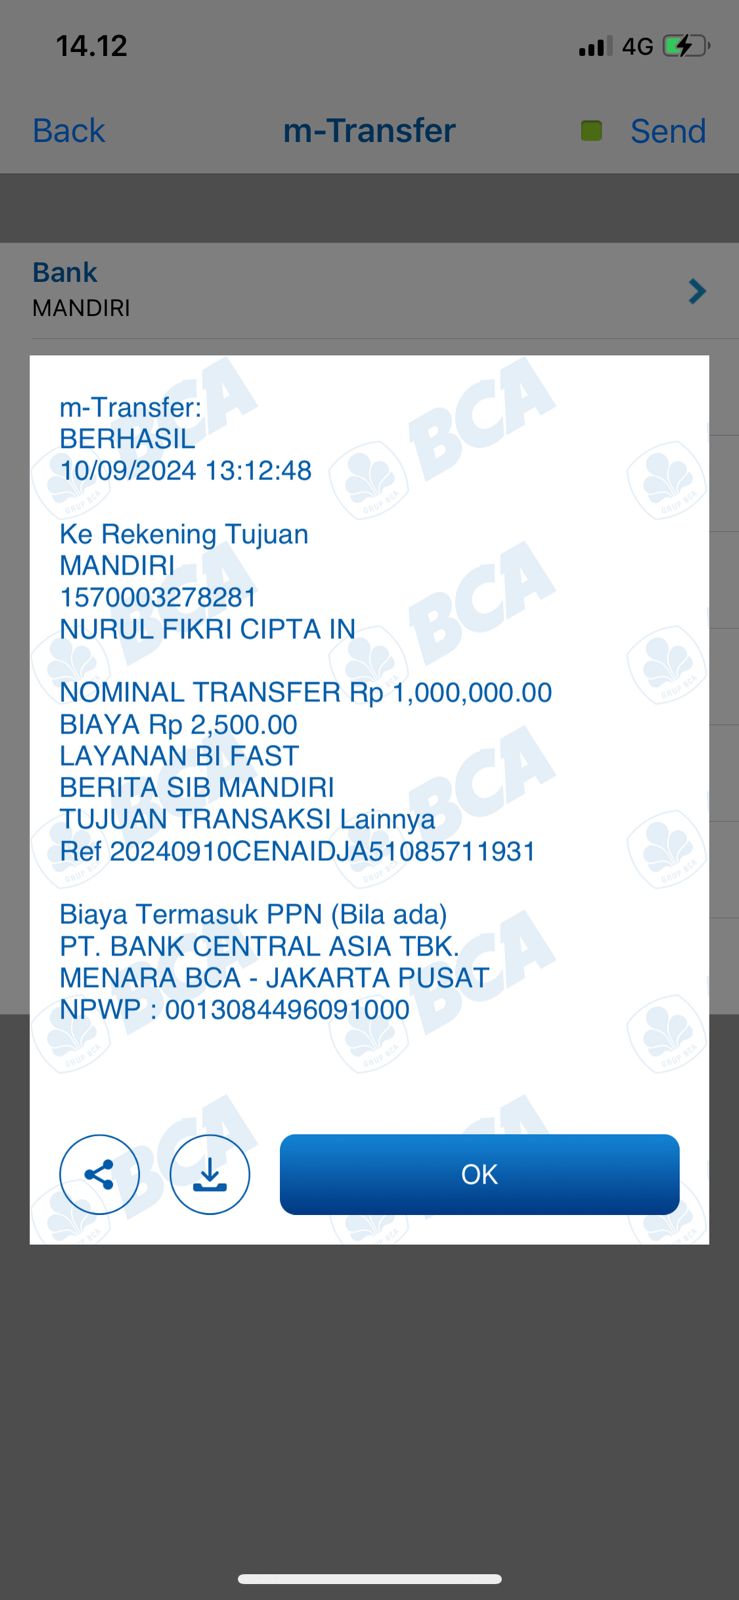 14.12
4G
Back m-Transfer Send
Bank
MANDIRI
m-Transfer:
BERHASIL
10/09/2024 13:12:48
Ke Rekening Tujuan
MANDIRI
1570003278281
NURUL FIKRI CIPTA IN
NOMINAL TRANSFER Rp 1,000,000.00
BIAYA Rp 2,500.00
LAYANAN BI FAST
BERITA SIB MANDIRI
TUJUAN TRANSAKSI Lainnya
Ref 20240910CENAIDJA51085711931
Biaya Termasuk PPN (Bila ada)
PT. BANK CENTRAL ASIA TBK.
MENARA BCA - JAKARTA PUSAT
NPWP : 0013084496091000
OK